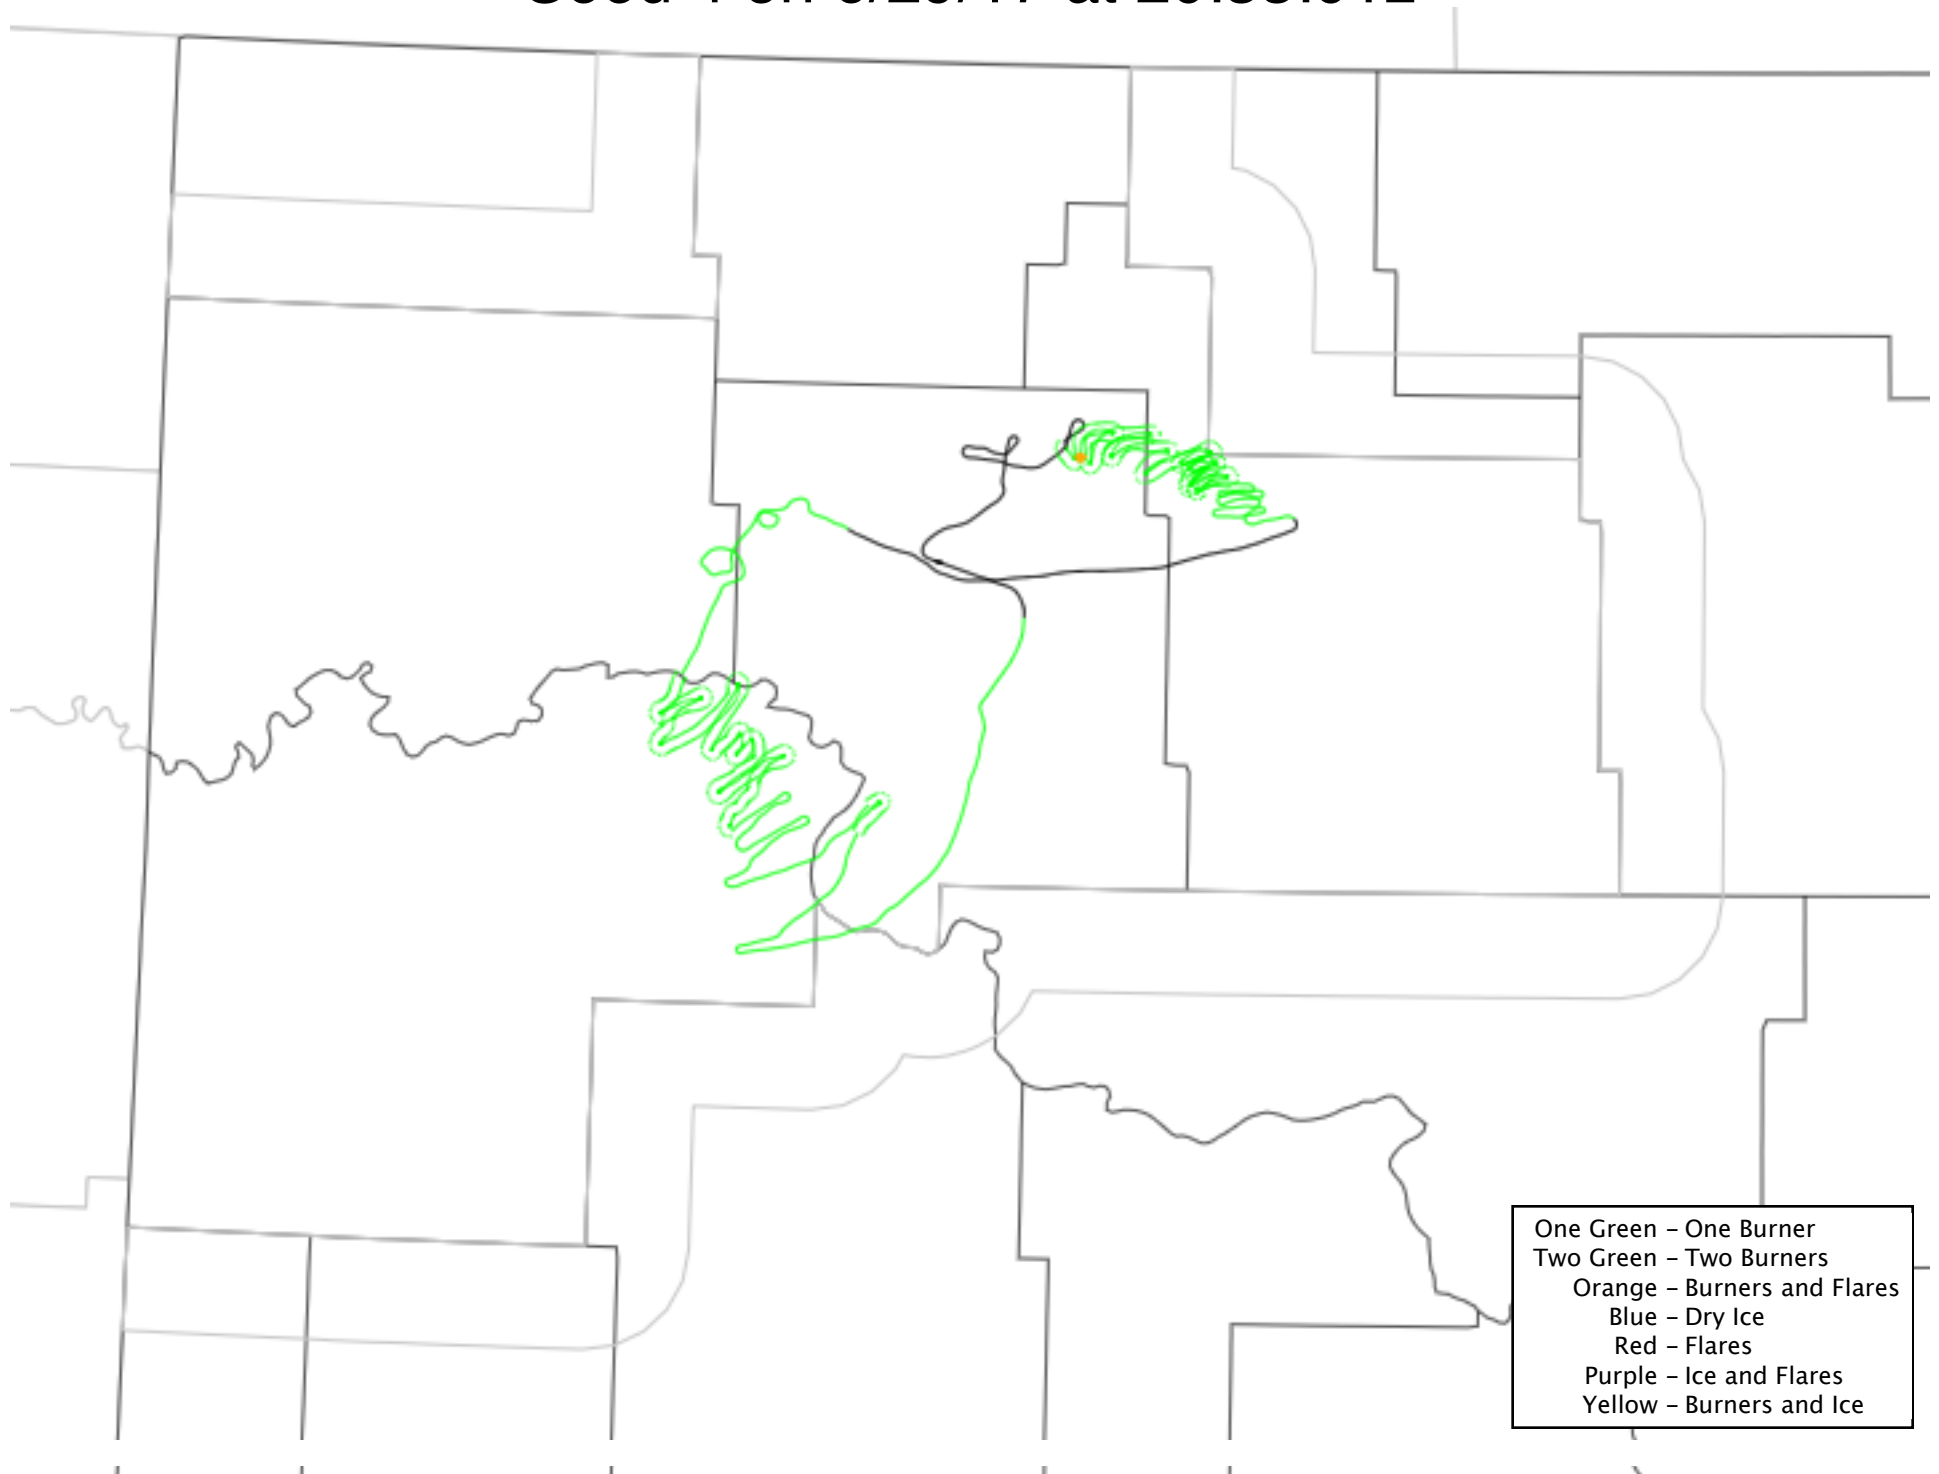 One Green – One Burner
Two Green – Two Burners
Orange – Burners and Flares
Blue – Dry Ice
Red – Flares
Purple – Ice and Flares
Yellow – Burners and Ice